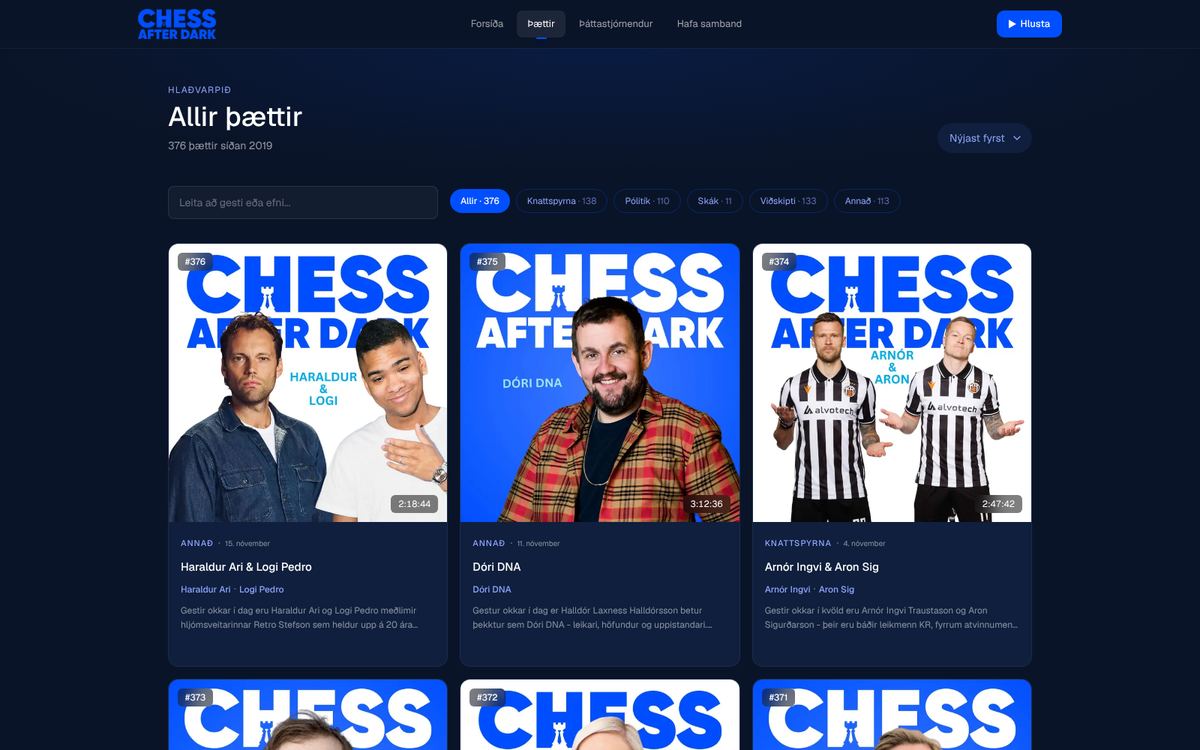 CHESS
AFTER DARK
Forsíða
Þættir
Þáttastjórnendur
Hafa samband
▶ Hlusta
HLAÐVARPIÐ
Allir þættir
376 þættir síðan 2019
Nýjast fyrst
Leita að gesti eða efni...
Allir · 376
Knattspyrna · 138
Pólitík · 110
Skák · 11
Viðskipti · 133
Annað · 113
#376
CHESS
AFTER DARK
HARALDUR
&
LOGI
2:18:44
ANNAÐ · 15. nóvember
Haraldur Ari & Logi Pedro
Haraldur Ari · Logi Pedro
Gestir okkar í dag eru Haraldur Ari og Logi Pedro meðlimir
hljómsveitarinnar Retro Stefson sem heldur upp á 20 ára...
#375
CHESS
AFTER DARK
DÓRI DNA
3:12:36
ANNAÐ · 11. nóvember
Dóri DNA
Dóri DNA
Gestur okkar í dag er Halldór Laxness Halldórsson betur
þekktur sem Dóri DNA - leikari, höfundur og uppistandari....
#374
CHESS
AFTER DARK
ARNÓR
&
ARON
alvotech
alvotech
2:47:42
KNATTSPYRNA · 4. nóvember
Arnór Ingvi & Aron Sig
Arnór Ingvi · Aron Sig
Gestir okkar í kvöld eru Arnór Ingvi Traustason og Aron
Sigurðarson - þeir eru báðir leikmenn KR, fyrrum atvinnumen...
#373
CHESS
#372
CHESS
#371
CHESS